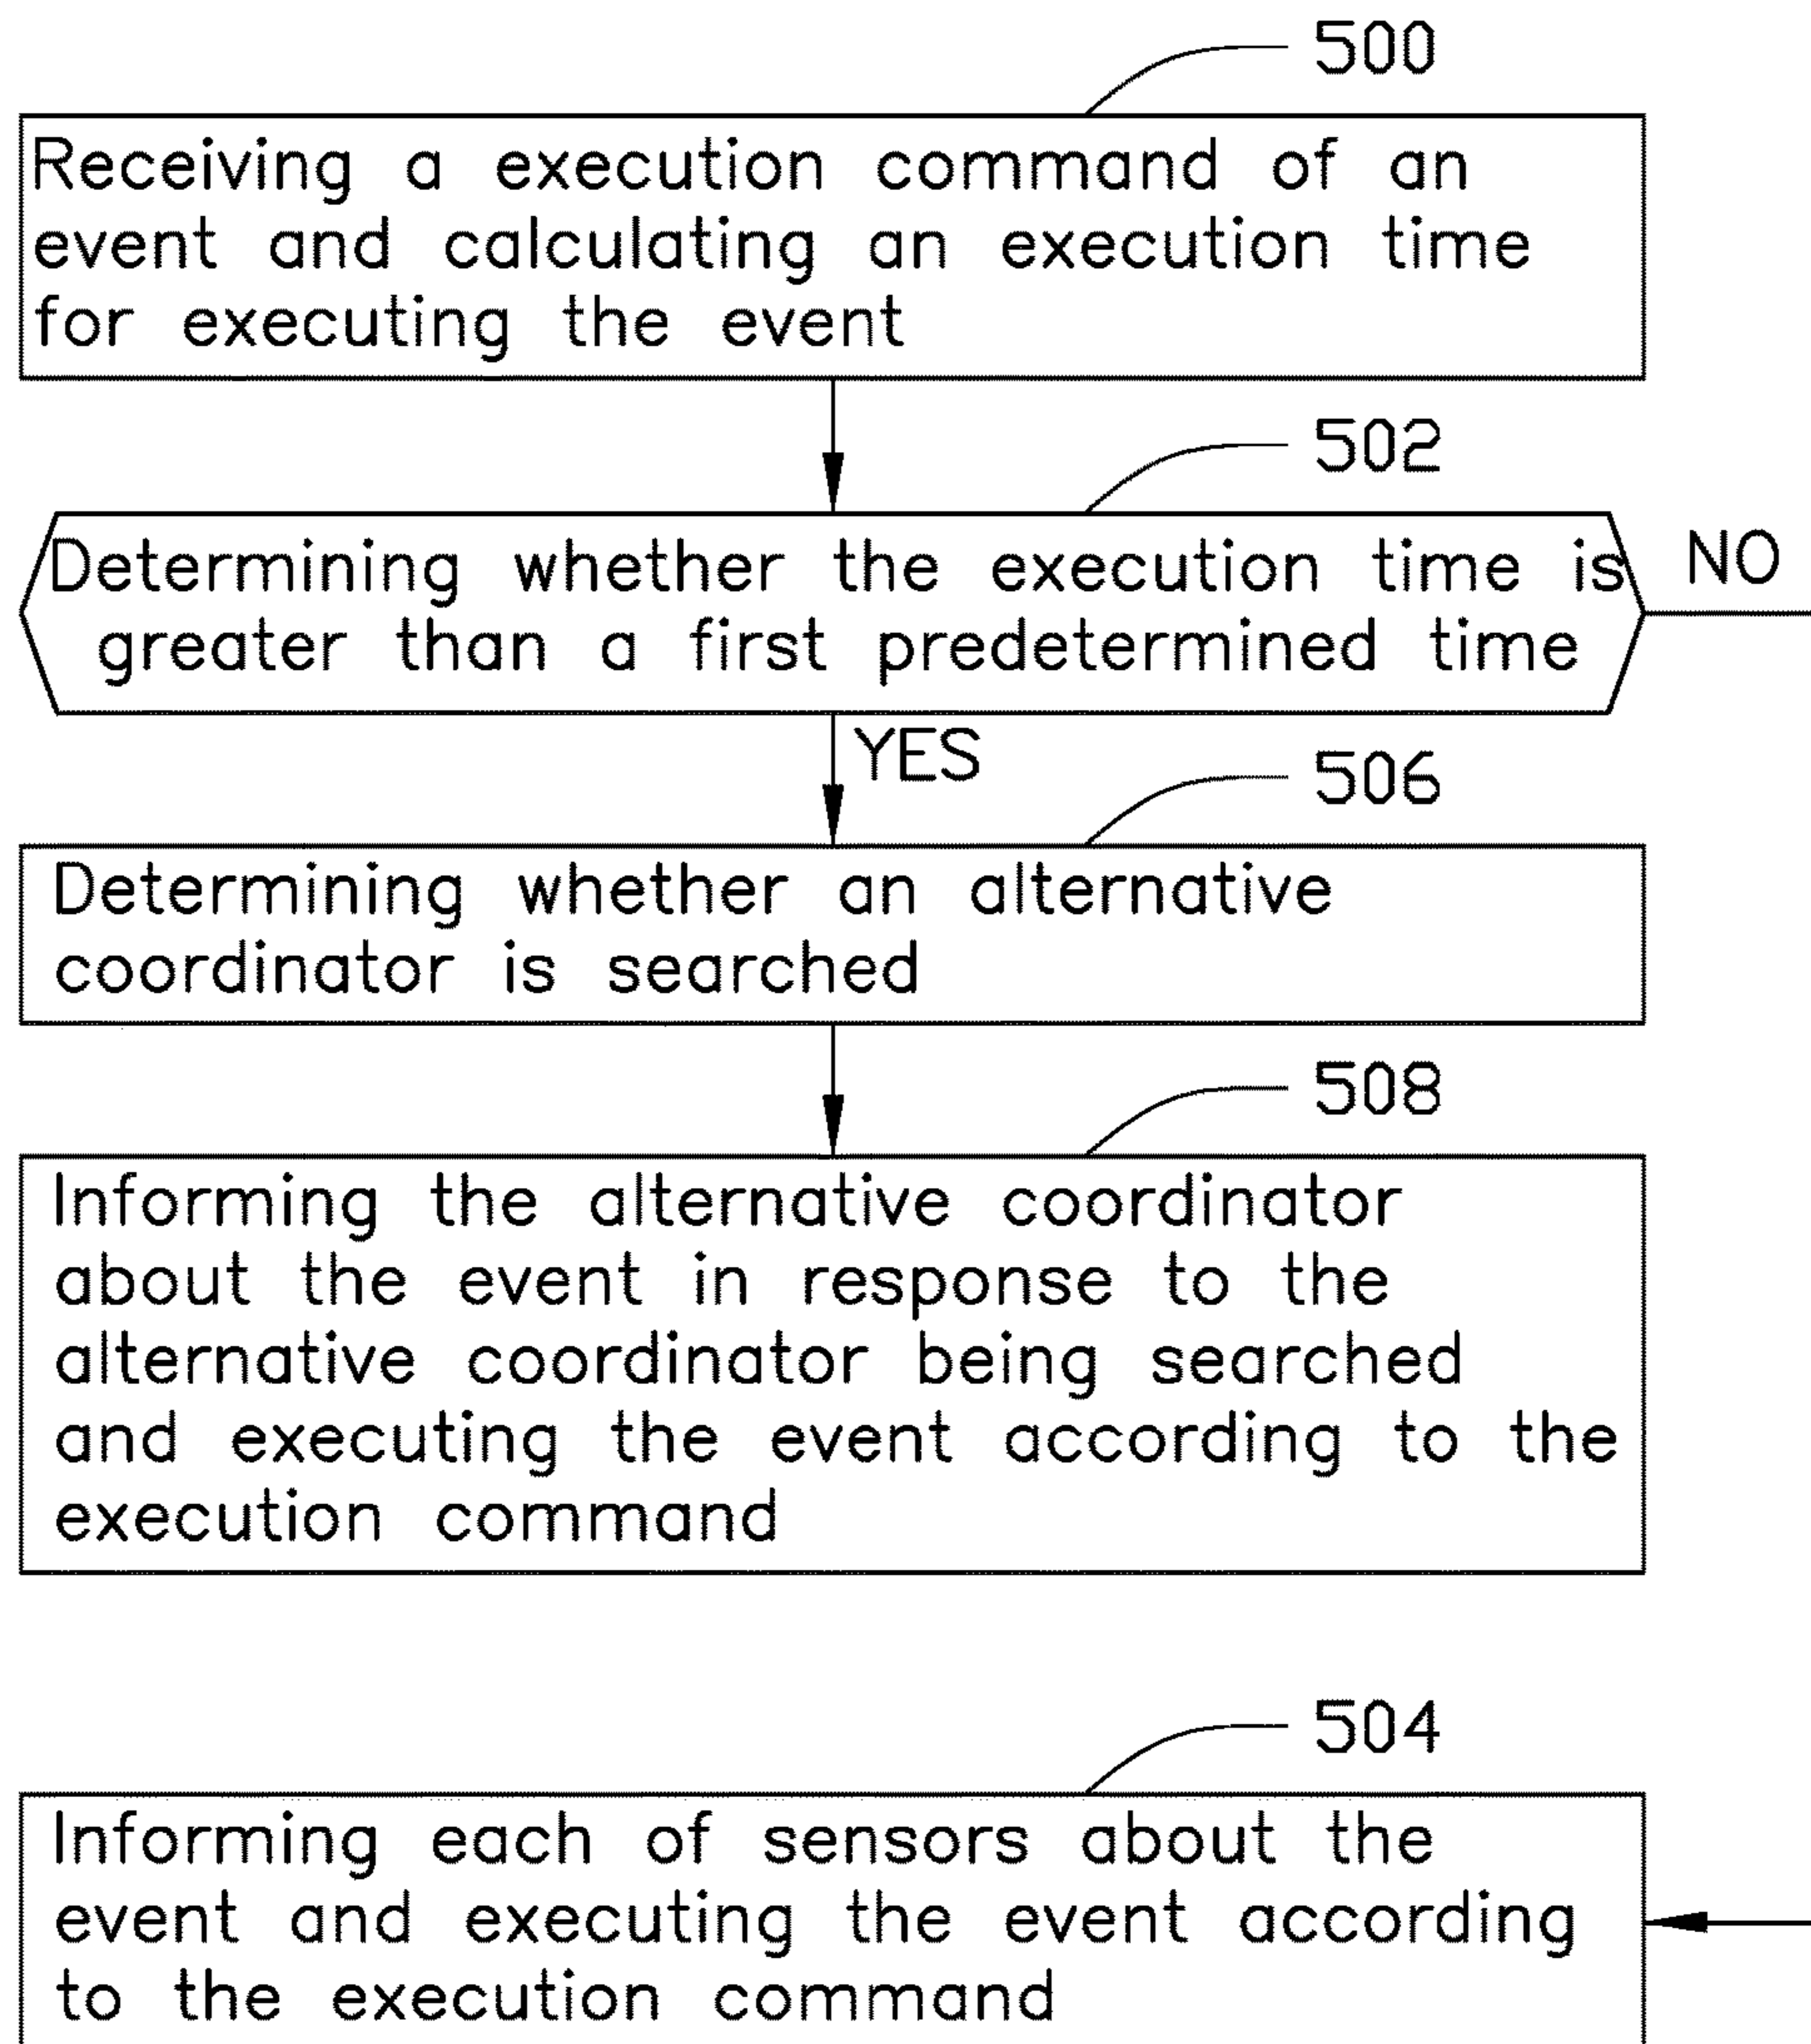 500
Receiving a execution command of an
event and calculating an execution time
for executing the event
502
Determining whether the execution time is
greater than a first predetermined time
NO
YES
506
Determining whether an alternative
coordinator is searched
508
Informing the alternative coordinator
about the event in response to the
alternative coordinator being searched
and executing the event according to the
execution command
504
Informing each of sensors about the
event and executing the event according
to the execution command